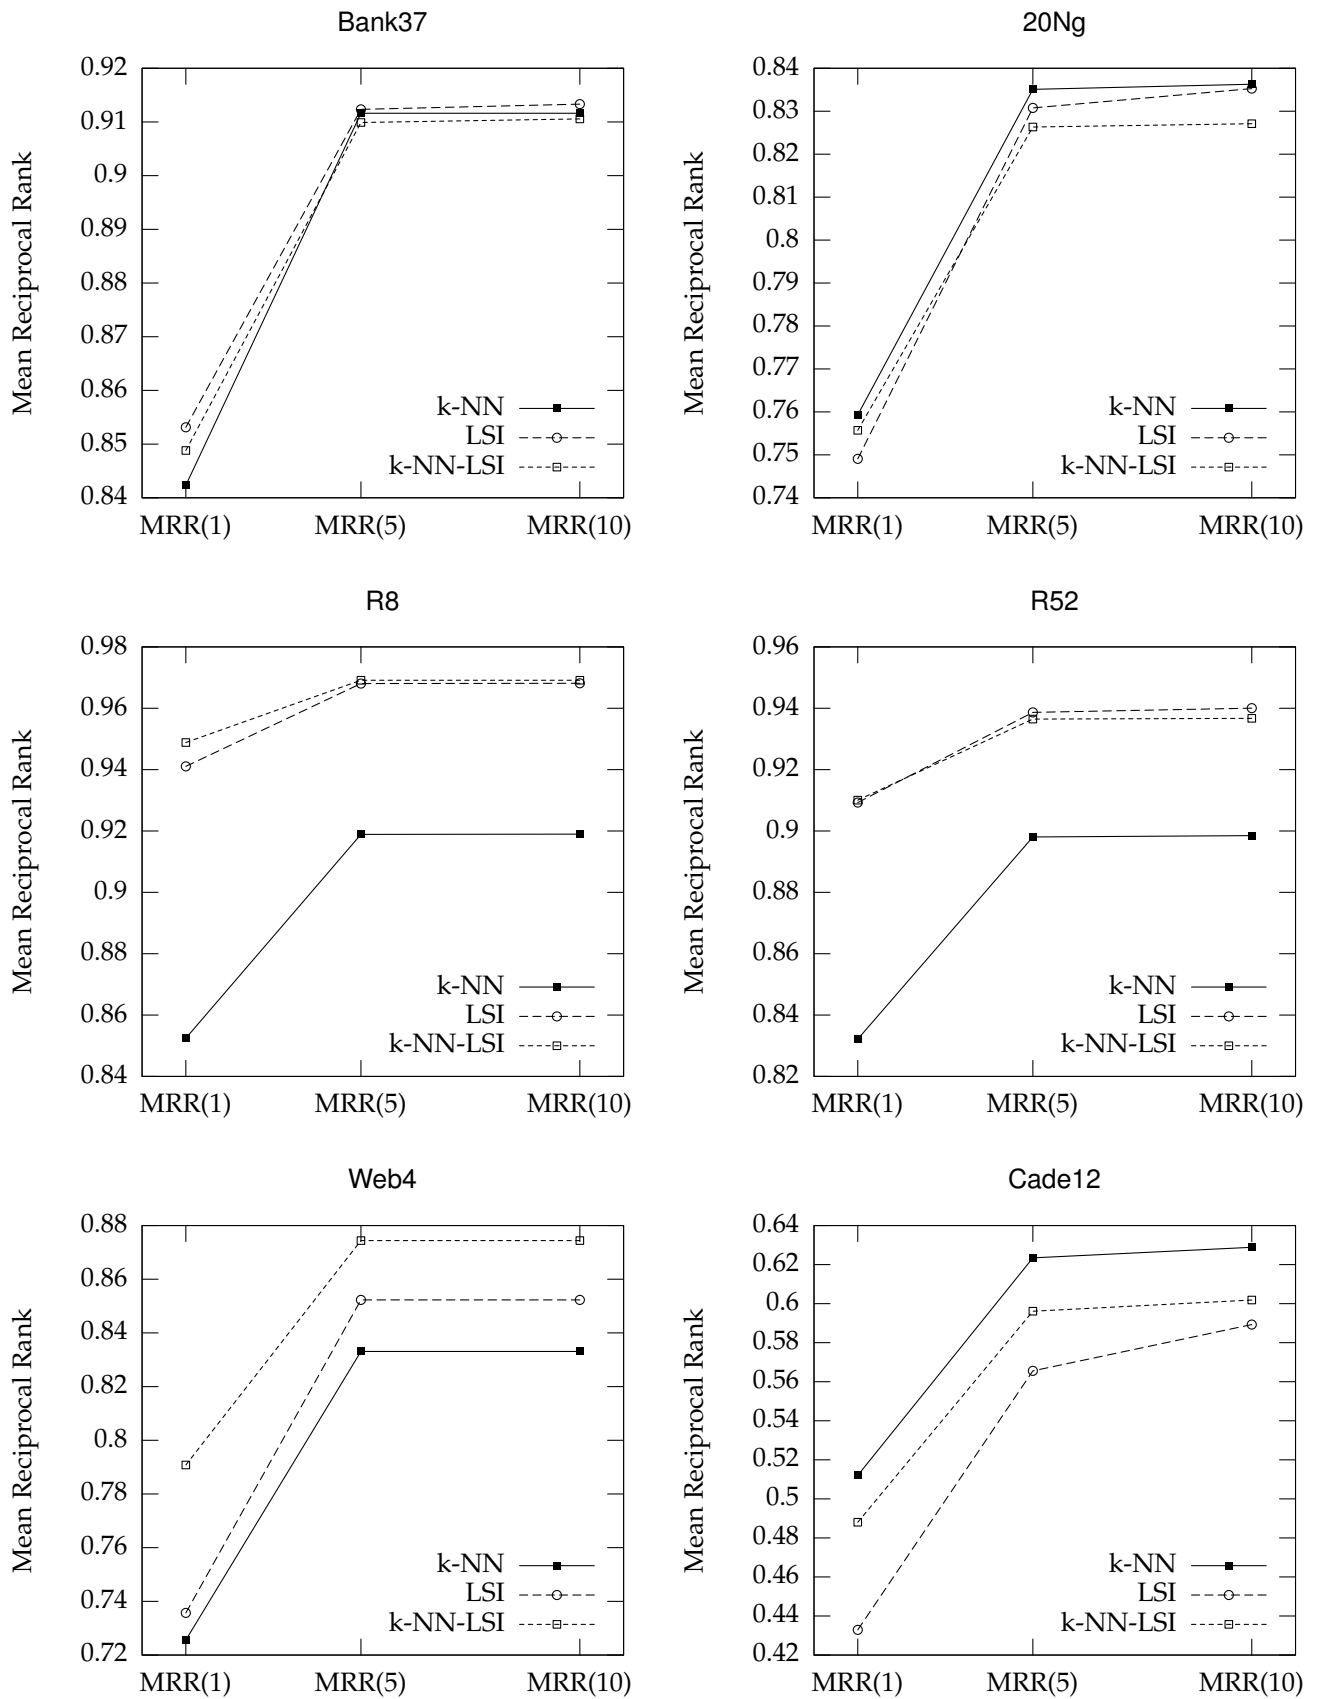 Bank37
Mean Reciprocal Rank
0.92
0.91
0.9
0.89
0.88
0.87
0.86
0.85
0.84
k-NN
LSI
k-NN-LSI
MRR(1) MRR(5) MRR(10)
20Ng
Mean Reciprocal Rank
0.84
0.83
0.82
0.81
0.8
0.79
0.78
0.77
0.76
0.75
0.74
k-NN
LSI
k-NN-LSI
MRR(1) MRR(5) MRR(10)
R8
Mean Reciprocal Rank
0.98
0.96
0.94
0.92
0.9
0.88
0.86
0.84
k-NN
LSI
k-NN-LSI
MRR(1) MRR(5) MRR(10)
R52
Mean Reciprocal Rank
0.96
0.94
0.92
0.9
0.88
0.86
0.84
0.82
k-NN
LSI
k-NN-LSI
MRR(1) MRR(5) MRR(10)
Web4
Mean Reciprocal Rank
0.88
0.86
0.84
0.82
0.8
0.78
0.76
0.74
0.72
k-NN
LSI
k-NN-LSI
MRR(1) MRR(5) MRR(10)
Cade12
Mean Reciprocal Rank
0.64
0.62
0.6
0.58
0.56
0.54
0.52
0.5
0.48
0.46
0.44
0.42
k-NN
LSI
k-NN-LSI
MRR(1) MRR(5) MRR(10)